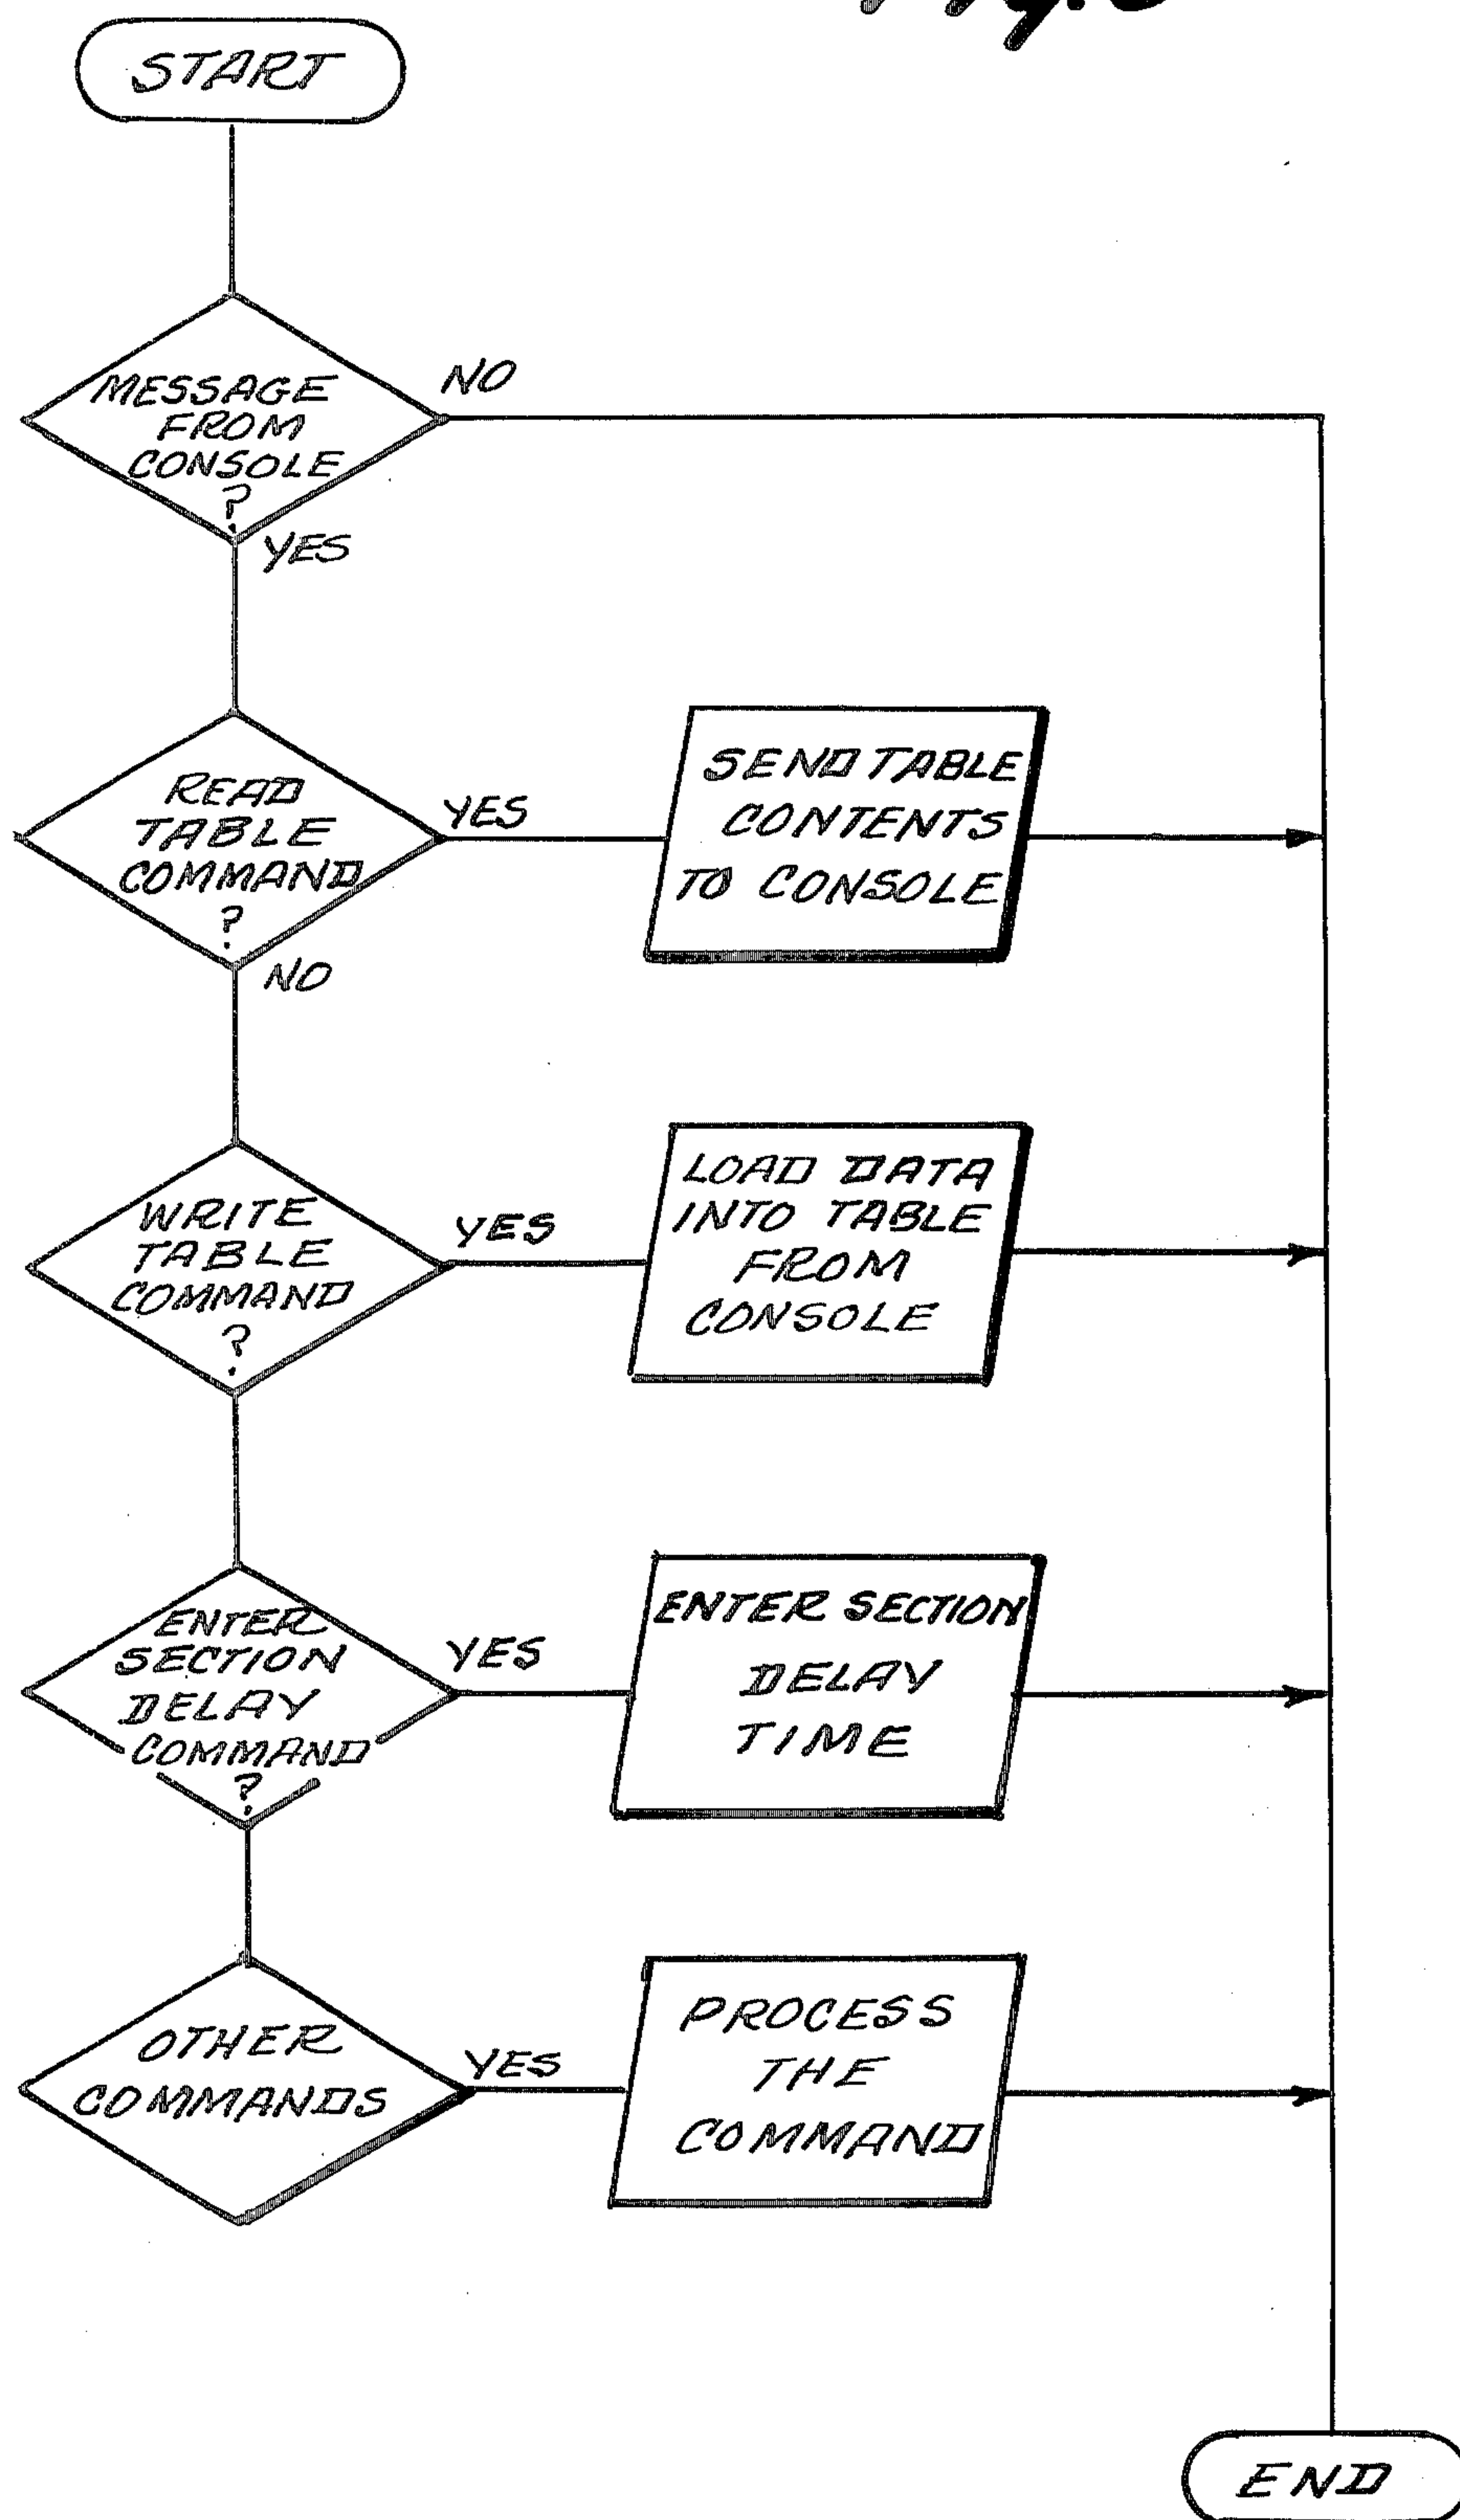 START
MESSAGE
FROM
CONSOLE
?
NO
YES
READ
TABLE
COMMAND
?
YES
SEND TABLE
CONTENTS
TO CONSOLE
NO
WRITE
TABLE
COMMAND
?
YES
LOAD DATA
INTO TABLE
FROM
CONSOLE
ENTER
SECTION
DELAY
COMMAND
?
YES
ENTER SECTION
DELAY
TIME
OTHER
COMMANDS
YES
PROCESS
THE
COMMAND
END